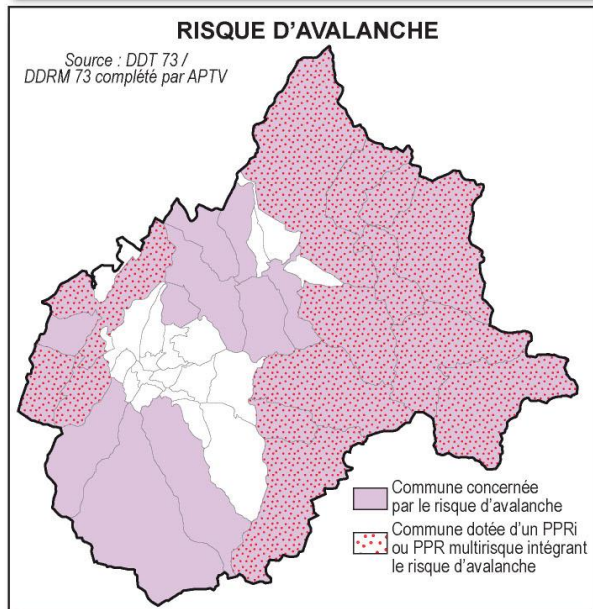 RISQUE D’AVALANCHE
Source : DDT 73 /
DDRM 73 complété par APTV
Commune concernée
par le risque d’avalanche
Commune dotée d’un PPRi
ou PPR multirisque intégrant
le risque d’avalanche